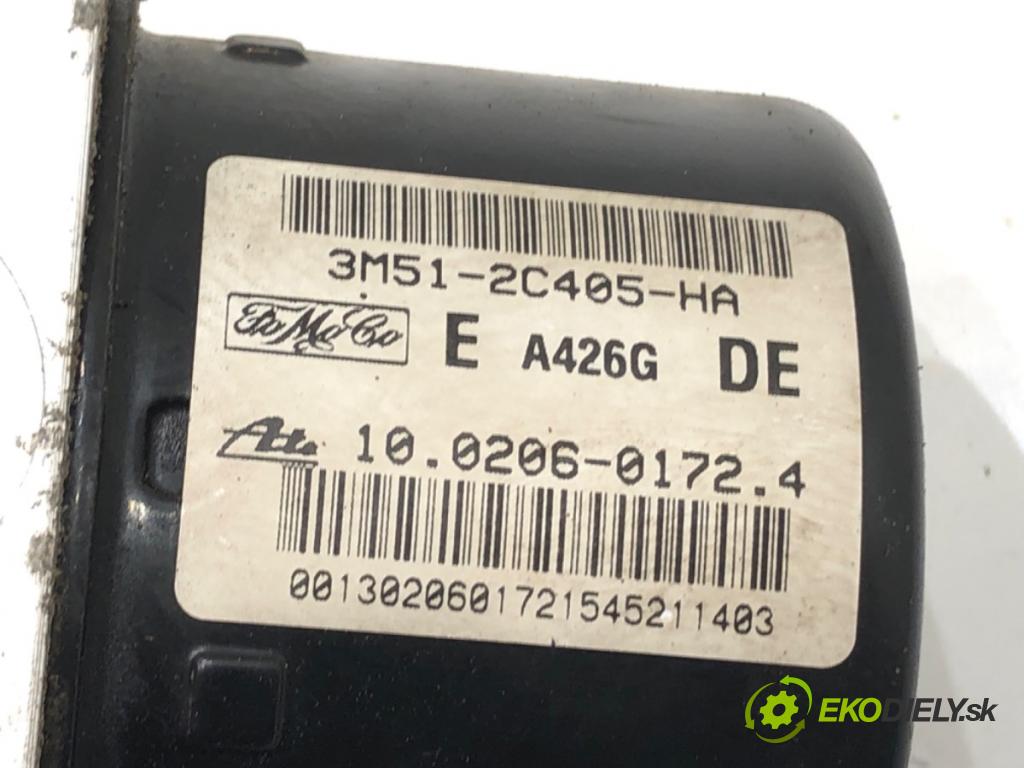 3M51-2C405-HA
FoMoCo E A426G DE
Ate 10.0206-0172.4
0013020601721545211403
EKODIELY.sk